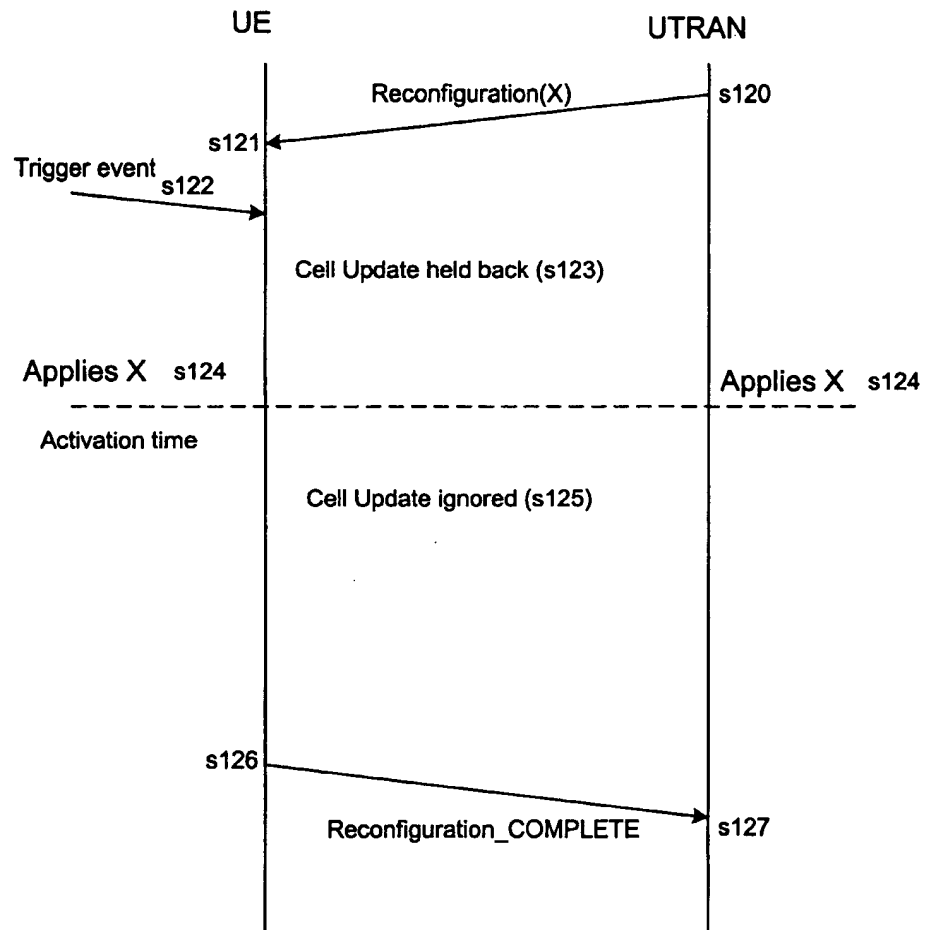 UE
UTRAN
Reconfiguration(X)
s120
s121
Trigger event
s122
Cell Update held back (s123)
Applies X s124
Applies X s124
Activation time
Cell Update ignored (s125)
s126
Reconfiguration_COMPLETE
s127